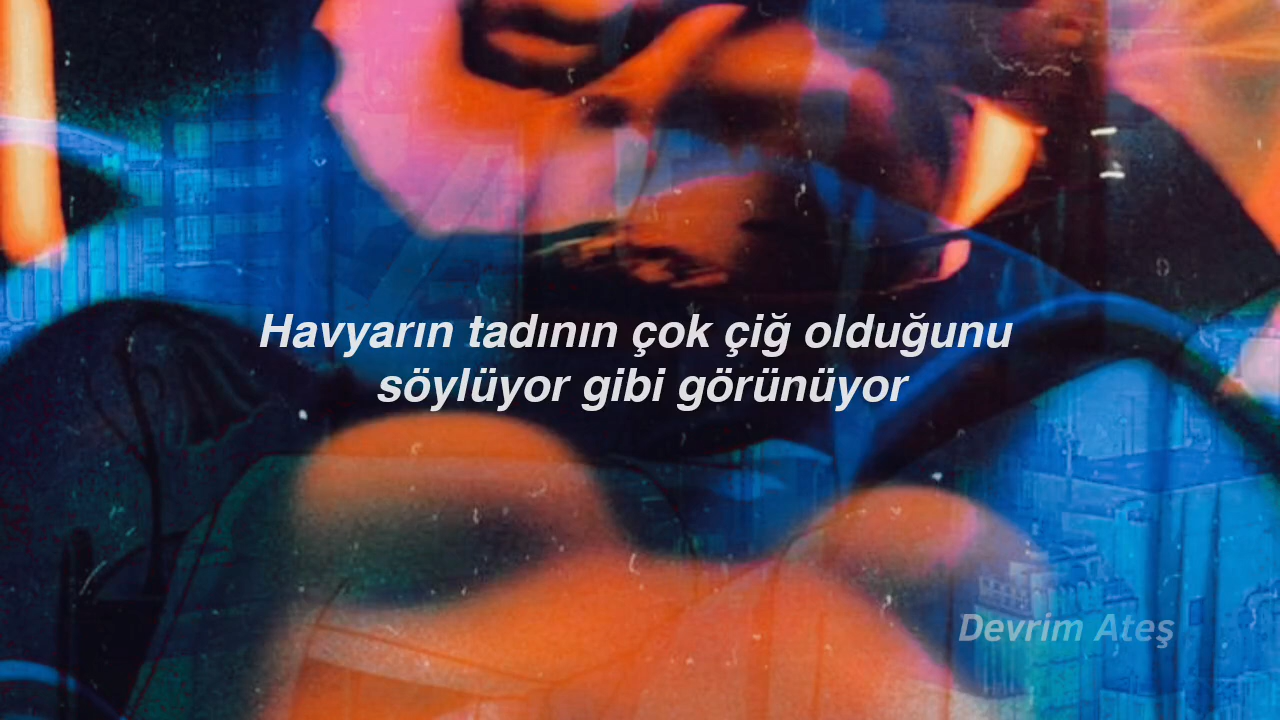 Havyarın tadının çok çiğ olduğunu
söylüyor gibi görünüyor
Devrim Ateş